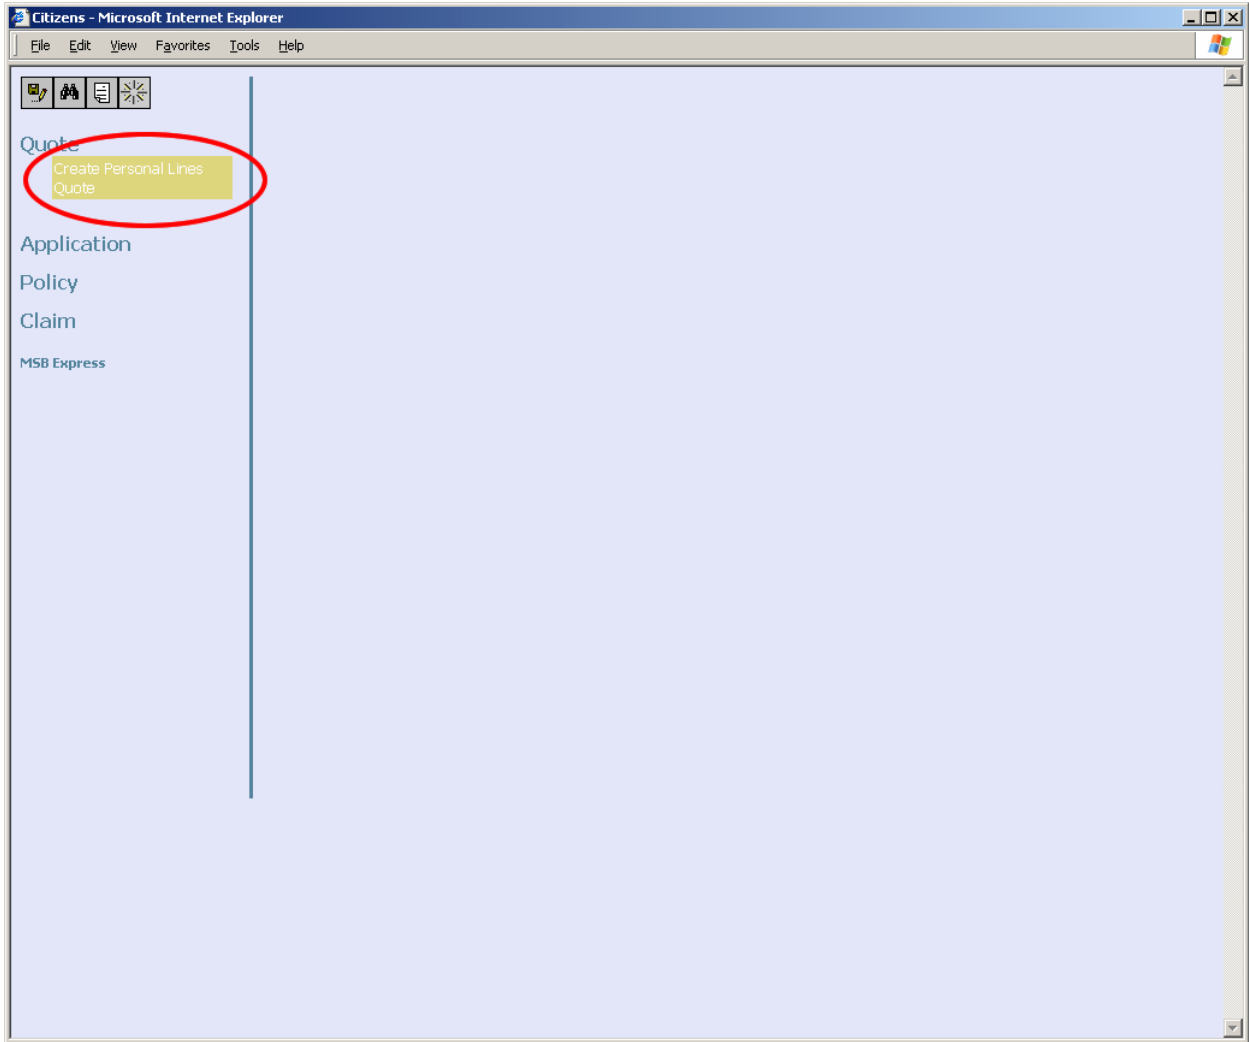 Citizens - Microsoft Internet Explorer
File Edit View Favorites Tools Help
Quote
Create Personal Lines
Quote
Application
Policy
Claim
MSB Express